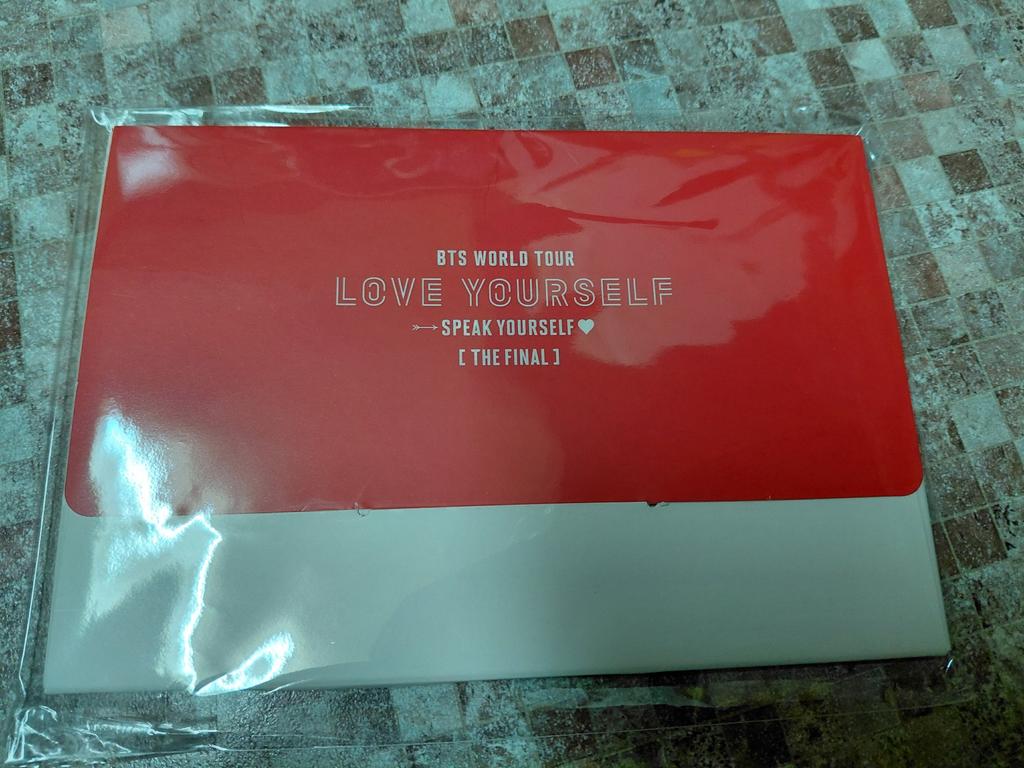 BTS WORLD TOUR
LOVE YOURSELF
SPEAK YOURSELF
[ THE FINAL ]